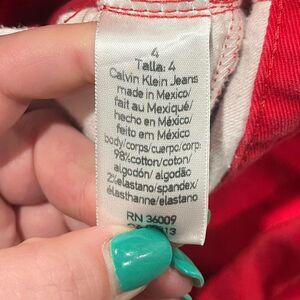 4
Talla: 4
Calvin Klein Jeans
made in Mexico/
fait au Mexique/
hecho en México/
feito em México
body/corps/cuerpo/corp
98%cotton/coton/
algodón/ algodão
2%elastano/spandex/
élasthanne/elastano
RN 36009
13